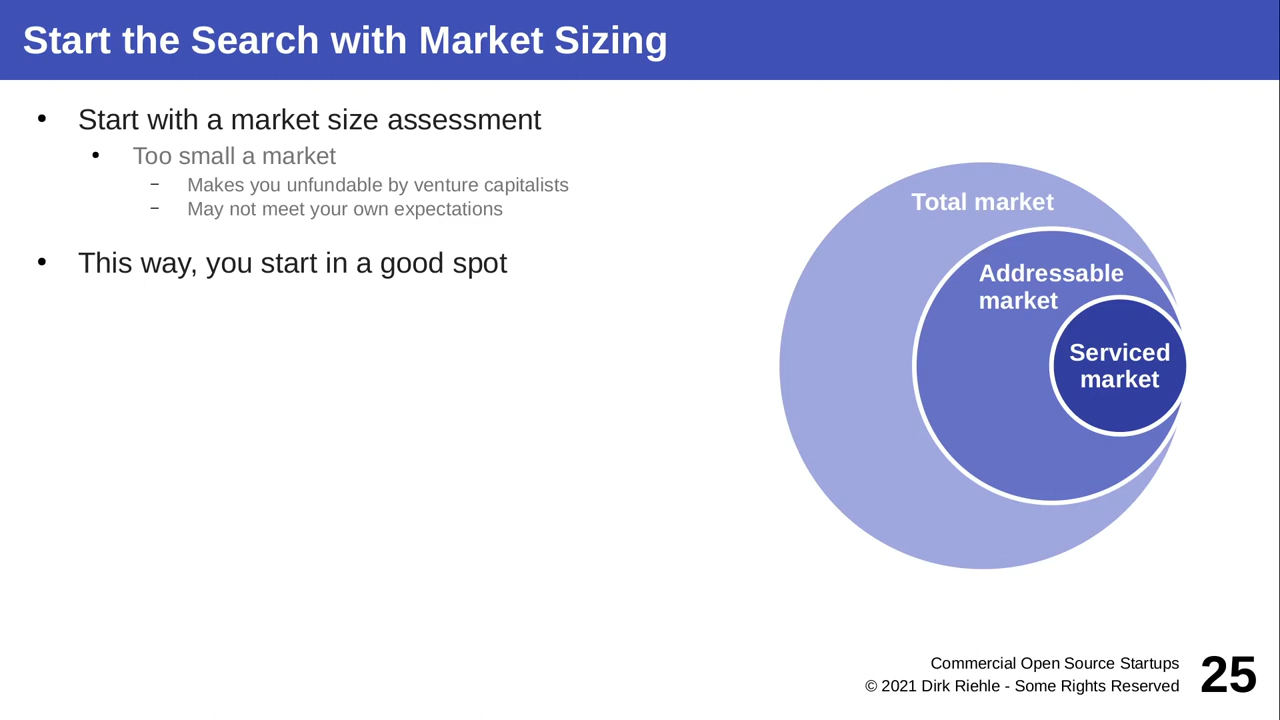 Start the Search with Market Sizing
• Start with a market size assessment
• Too small a market
– Makes you unfundable by venture capitalists
– May not meet your own expectations
• This way, you start in a good spot
Total market
Addressable
market
Serviced
market
Commercial Open Source Startups
© 2021 Dirk Riehle - Some Rights Reserved
25